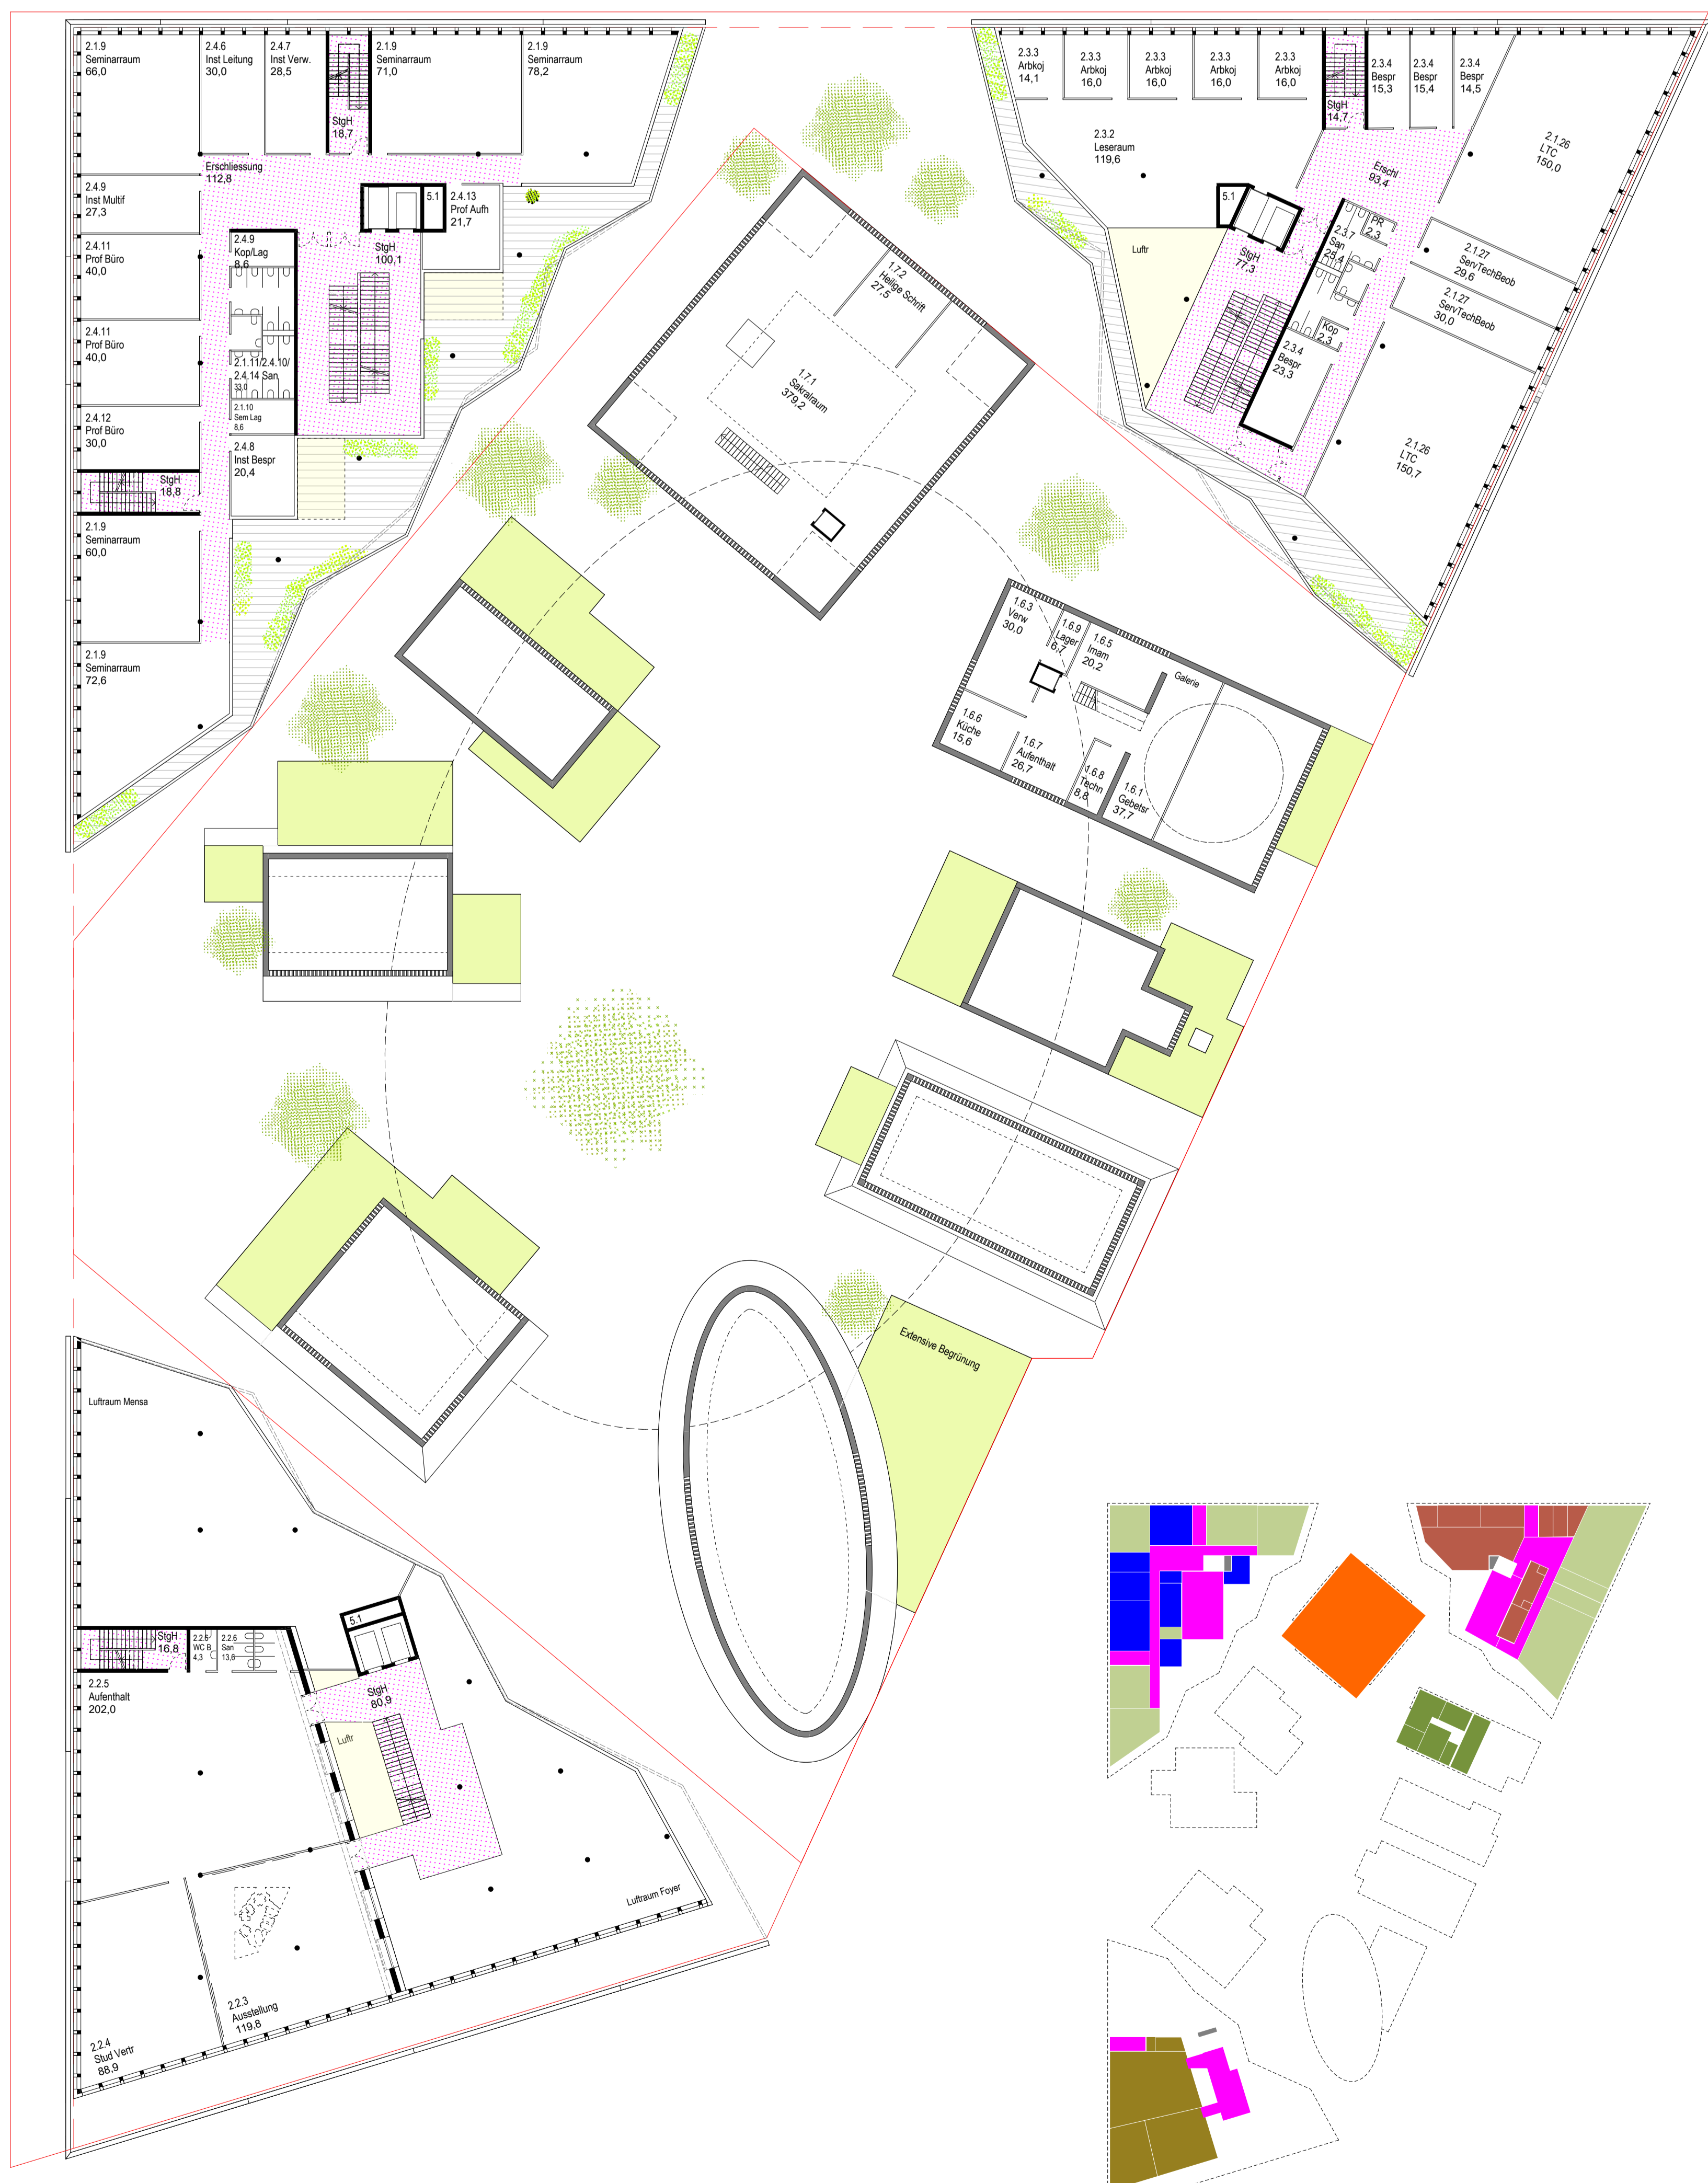 2.1.9
Seminarraum
66,0
2.4.6
Inst Leitung
30,0
2.4.7
Inst Verw.
28,5
StgH
18,7
2.1.9
Seminarraum
71,0
2.1.9
Seminarraum
78,2
Erschliessung
112,8
2.4.9
Inst Multif
27,3
5.1
2.4.13
Prof Aufh
21,7
2.4.11
Prof Büro
40,0
2.4.9
Kop/Lag
8,6
StgH
100,1
2.4.11
Prof Büro
40,0
2.1.11/2.4.10/
2.4.14 San
33,0
2.4.12
Prof Büro
30,0
2.1.10
Sem Lag
8,6
2.4.8
Inst Bespr
20,4
StgH
18,8
2.1.9
Seminarraum
60,0
2.1.9
Seminarraum
72,6
2.3.3
Arbkoj
14,1
2.3.3
Arbkoj
16,0
2.3.3
Arbkoj
16,0
2.3.3
Arbkoj
16,0
2.3.3
Arbkoj
16,0
StgH
14,7
2.3.4
Bespr
15,3
2.3.4
Bespr
15,4
2.3.4
Bespr
14,5
2.3.2
Leseraum
119,6
2.1.26
LTC
150,0
Erschl
93,4
5.1
Luftr
StgH
77,3
PR
2,3
2.3.7
San
25,4
2.1.27
ServTechBeob
29,6
2.1.27
ServTechBeob
30,0
Kop
2,3
2.3.4
Bespr
23,3
2.1.26
LTC
150,7
1.7.2
Heilige Schrift
27,5
1.7.1
Sakralraum
379,2
1.6.3
Verw
30,0
1.6.9
Lager
6,7
1.6.5
Imam
20,2
Galerie
1.6.6
Küche
15,6
1.6.7
Aufenthalt
26,7
1.6.8
Techn
8,8
1.6.1
Gebetsr
37,7
Extensive Begrünung
Luftraum Mensa
5.1
StgH
16,8
2.2.6
WC B
4,3
2.2.6
San
13,6
2.2.5
Aufenthalt
202,0
StgH
80,9
Luftr
Luftraum Foyer
2.2.3
Ausstellung
119,8
2.2.4
Stud Vertr
88,9